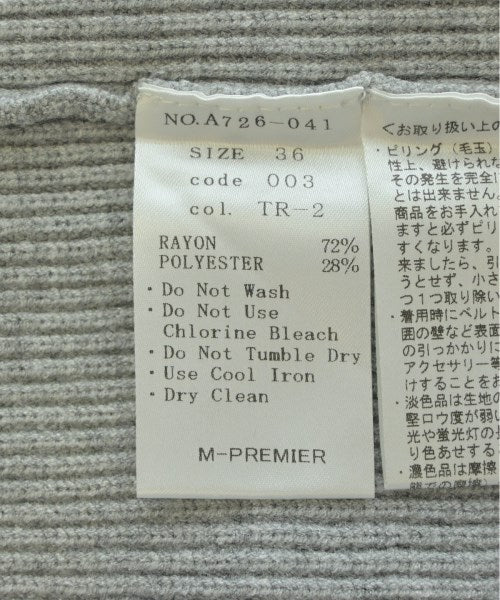 NO.A726-041
SIZE 36
code 003
col. TR-2
RAYON 72%
POLYESTER 28%
・Do Not Wash
・Do Not Use
Chlorine Bleach
・Do Not Tumble Dry
・Use Cool Iron
・Dry Clean
M-PREMIER
＜お取り扱い上の
・ピリング（毛玉）
性上、避けられな
その発生を完全に
とは出来ません。
商品をお手入れ
ますと必ずピリ
すくなります。
来ましたら、引
うとせず、小さ
つ１つ取り除い
・着用時にベルト
囲の壁など表面
の引っかかりに
アクセサリー等
けすることをお
・淡色品は生地の
堅ロウ度が弱い
光や蛍光灯の
り色あせする
・濃色品は摩擦